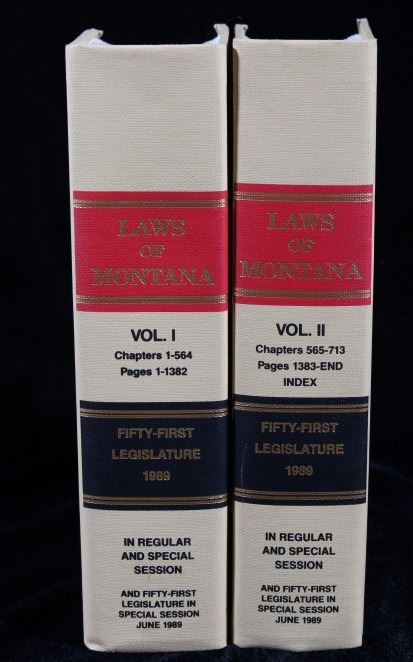 LAWS
OF
MONTANA
VOL. I
Chapters 1-564
Pages 1-1382
FIFTY-FIRST
LEGISLATURE
1989
IN REGULAR
AND SPECIAL
SESSION
AND FIFTY-FIRST
LEGISLATURE IN
SPECIAL SESSION
JUNE 1989
LAWS
OF
MONTANA
VOL. II
Chapters 565-713
Pages 1383-END
INDEX
FIFTY-FIRST
LEGISLATURE
1989
IN REGULAR
AND SPECIAL
SESSION
AND FIFTY-FIRST
LEGISLATURE IN
SPECIAL SESSION
JUNE 1989